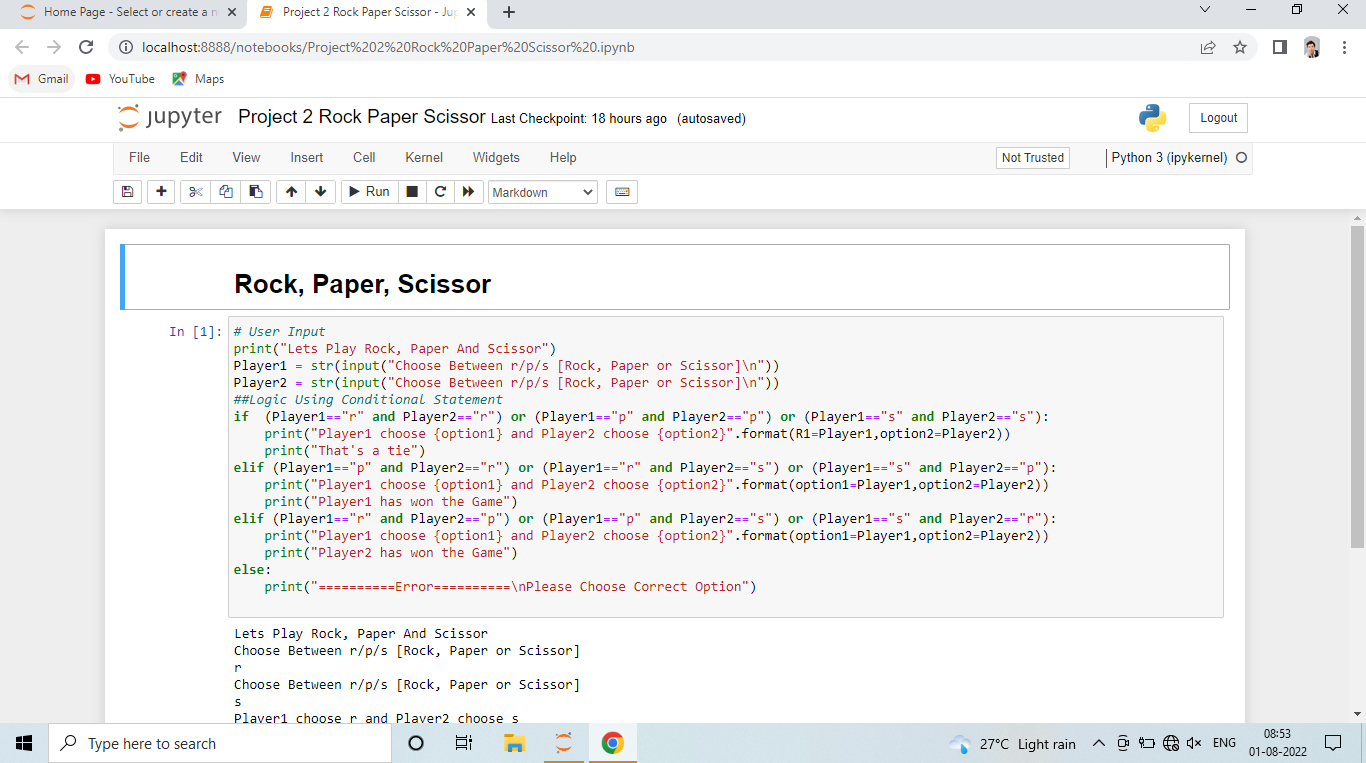 Home Page - Select or create a n
Project 2 Rock Paper Scissor - Jup
localhost:8888/notebooks/Project%202%20Rock%20Paper%20Scissor%20.ipynb
Gmail YouTube Maps
jupyter Project 2 Rock Paper Scissor Last Checkpoint: 18 hours ago (autosaved)
Logout
File Edit View Insert Cell Kernel Widgets Help
Not Trusted Python 3 (ipykernel)
Run Markdown
Rock, Paper, Scissor
In [1]: # User Input
print("Lets Play Rock, Paper And Scissor")
Player1 = str(input("Choose Between r/p/s [Rock, Paper or Scissor]\n"))
Player2 = str(input("Choose Between r/p/s [Rock, Paper or Scissor]\n"))
##Logic Using Conditional Statement
if  (Player1=="r" and Player2=="r") or (Player1=="p" and Player2=="p") or (Player1=="s" and Player2=="s"):
    print("Player1 choose {option1} and Player2 choose {option2}".format(R1=Player1,option2=Player2))
    print("That's a tie")
elif (Player1=="p" and Player2=="r") or (Player1=="r" and Player2=="s") or (Player1=="s" and Player2=="p"):
    print("Player1 choose {option1} and Player2 choose {option2}".format(option1=Player1,option2=Player2))
    print("Player1 has won the Game")
elif (Player1=="r" and Player2=="p") or (Player1=="p" and Player2=="s") or (Player1=="s" and Player2=="r"):
    print("Player1 choose {option1} and Player2 choose {option2}".format(option1=Player1,option2=Player2))
    print("Player2 has won the Game")
else:
    print("==========Error==========\nPlease Choose Correct Option")
Lets Play Rock, Paper And Scissor
Choose Between r/p/s [Rock, Paper or Scissor]
r
Choose Between r/p/s [Rock, Paper or Scissor]
s
Player1 choose r and Player2 choose s
Type here to search
27°C Light rain
ENG
08:53
01-08-2022